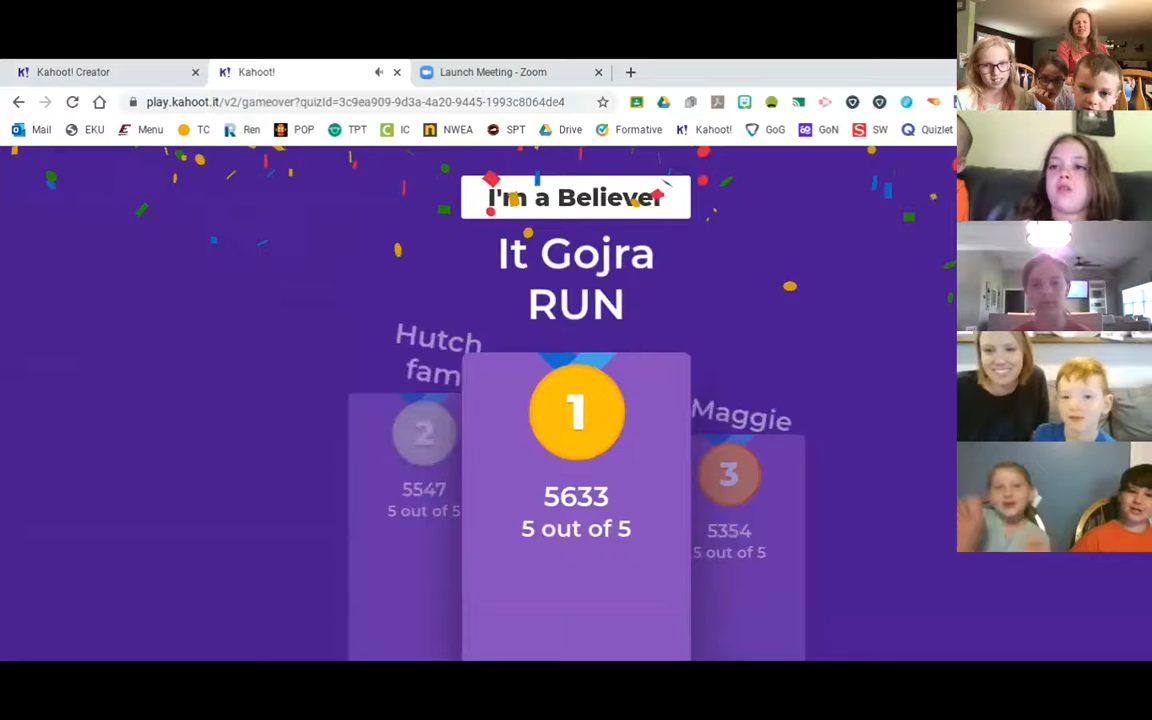 Kahoot! Creator
Kahoot!
Launch Meeting - Zoom
play.kahoot.it/v2/gameover?quizId=3c9ea909-9d3a-4a20-9445-1993c8064de4
Mail EKU Menu TC Ren POP TPT IC NWEA SPT Drive Formative Kahoot! GoG GoN SW Quizlet
I'm a Believer
It Gojra
RUN
Hutch
fam
Maggie
1
2
3
5633
5 out of 5
5547
5 out of 5
5354
5 out of 5